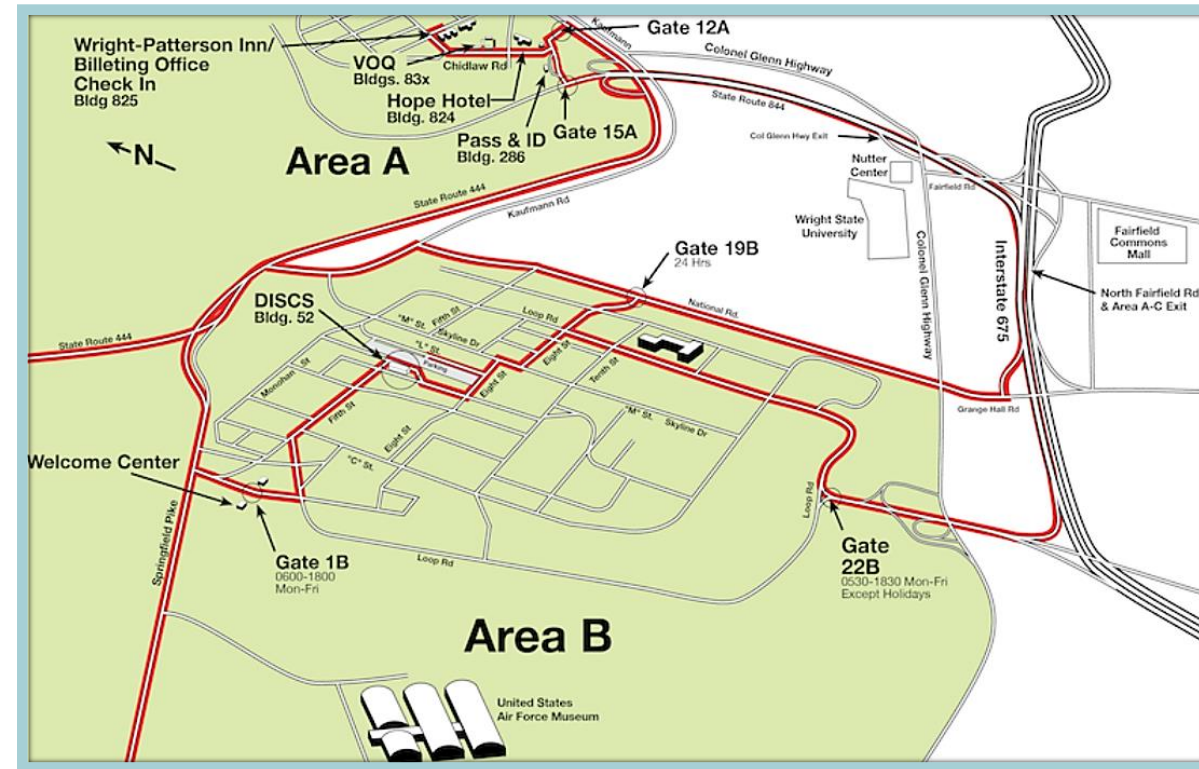 Wright-Patterson Inn/
Billeting Office
Check In
Bldg 825
VOQ
Bldgs. 83x
Chidlaw Rd
Hope Hotel
Bldg. 824
Pass & ID
Bldg. 286
Gate 12A
Gate 15A
Kaufmann
Colonel Glenn Highway
State Route 844
Col Glenn Hwy Exit
Nutter
Center
Fairfield Rd
Wright State
University
Colonel Glenn Highway
Interstate 675
Fairfield
Commons
Mall
North Fairfield Rd
& Area A-C Exit
N
Area A
State Route 444
Kaufmann Rd
Gate 19B
24 Hrs
National Rd.
Grange Hall Rd
DISCS
Bldg. 52
State Route 444
"M" St.
Fifth St
Skyline Dr
Loop Rd
"L" St.
Parking
Monohan St
Fifth St
Eight St
Eight St
Eight St
Tenth St
"M" St.
Skyline Dr
"C" St.
Welcome Center
Springfield Pike
Gate 1B
0600-1800
Mon-Fri
Loop Rd
Loop Rd
Gate
22B
0530-1830 Mon-Fri
Except Holidays
Area B
United States
Air Force Museum